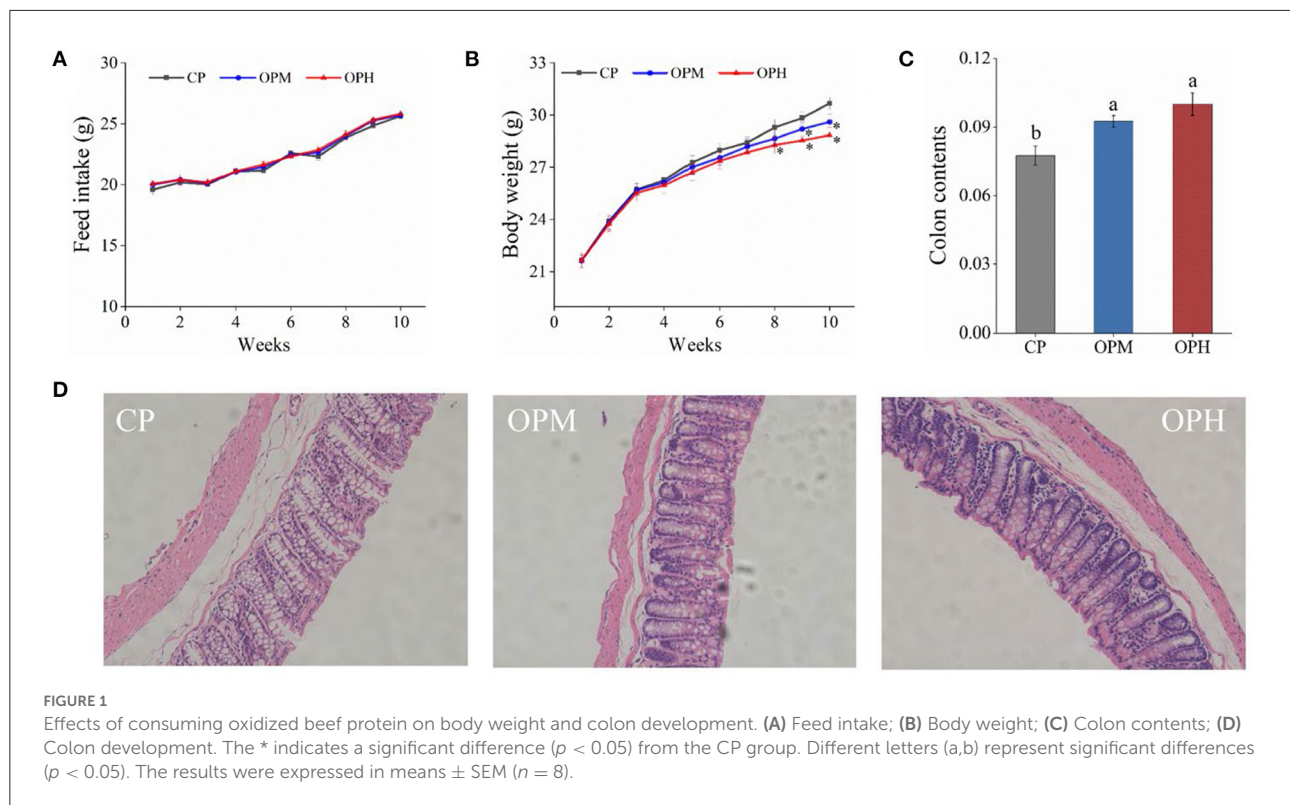 A
Feed intake (g)
30
25
20
15
10
CP OPM OPH
0 2 4 6 8 10
Weeks
B
Body weight (g)
33
30
27
24
21
CP OPM OPH
* * * * *
0 2 4 6 8 10
Weeks
C
Colon contents
0.12
0.09
0.06
0.03
0.00
b a a
CP OPM OPH
D
CP OPM OPH
FIGURE 1
Effects of consuming oxidized beef protein on body weight and colon development. (A) Feed intake; (B) Body weight; (C) Colon contents; (D)
Colon development. The * indicates a significant difference (p < 0.05) from the CP group. Different letters (a,b) represent significant differences
(p < 0.05). The results were expressed in means ± SEM (n = 8).